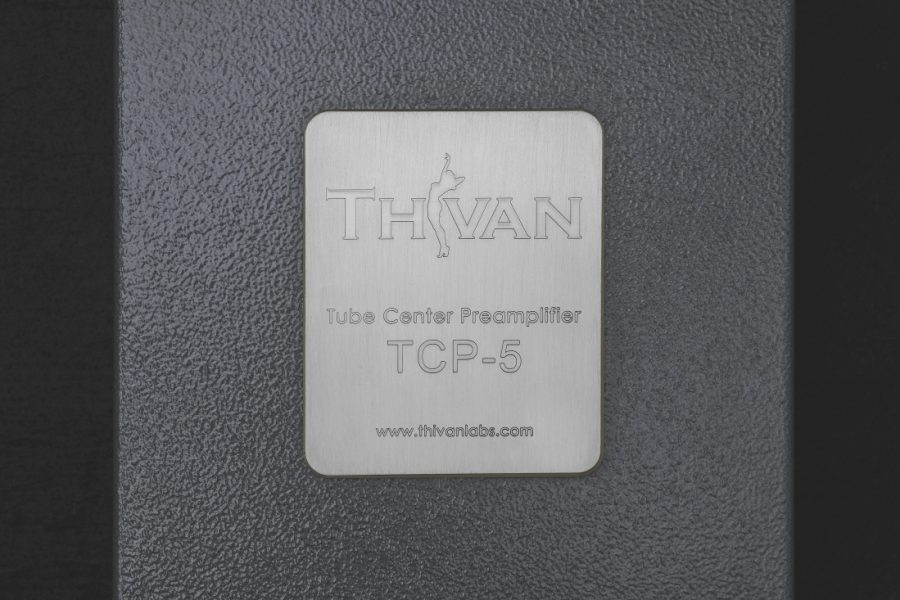 THIVAN
Tube Center Preamplifier
TCP-5
www.thivanlabs.com